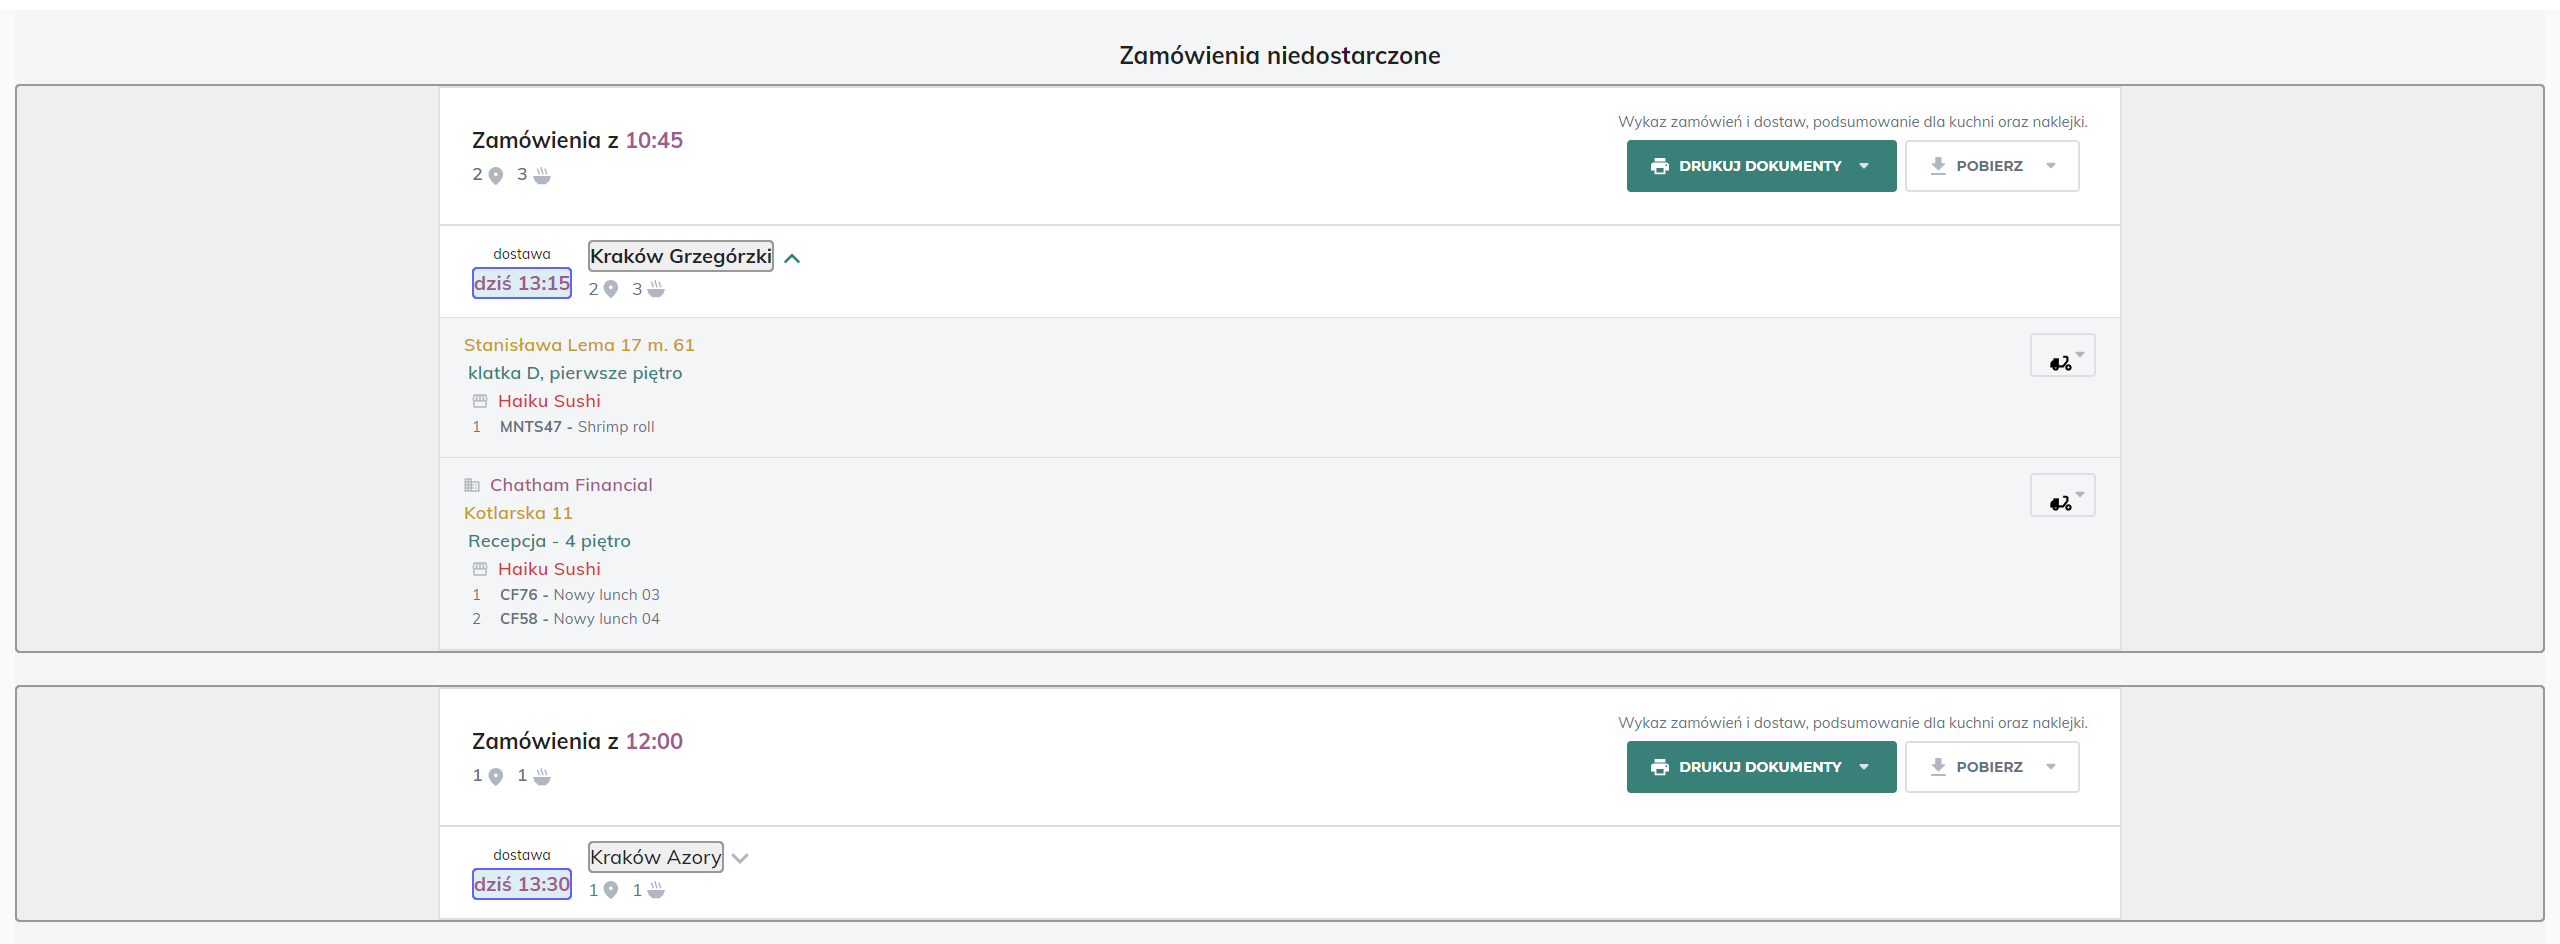 Zamówienia niedostarczone
Zamówienia z 10:45
2 3
Wykaz zamówień i dostaw, podsumowanie dla kuchni oraz naklejki.
DRUKUJ DOKUMENTY POBIERZ
dostawa
dziś 13:15
Kraków Grzegórzki
2 3
Stanisława Lema 17 m. 61
klatka D, pierwsze piętro
Haiku Sushi
1 MNTS47 - Shrimp roll
Chatham Financial
Kotlarska 11
Recepcja - 4 piętro
Haiku Sushi
1 CF76 - Nowy lunch 03
2 CF58 - Nowy lunch 04
Zamówienia z 12:00
1 1
Wykaz zamówień i dostaw, podsumowanie dla kuchni oraz naklejki.
DRUKUJ DOKUMENTY POBIERZ
dostawa
dziś 13:30
Kraków Azory
1 1